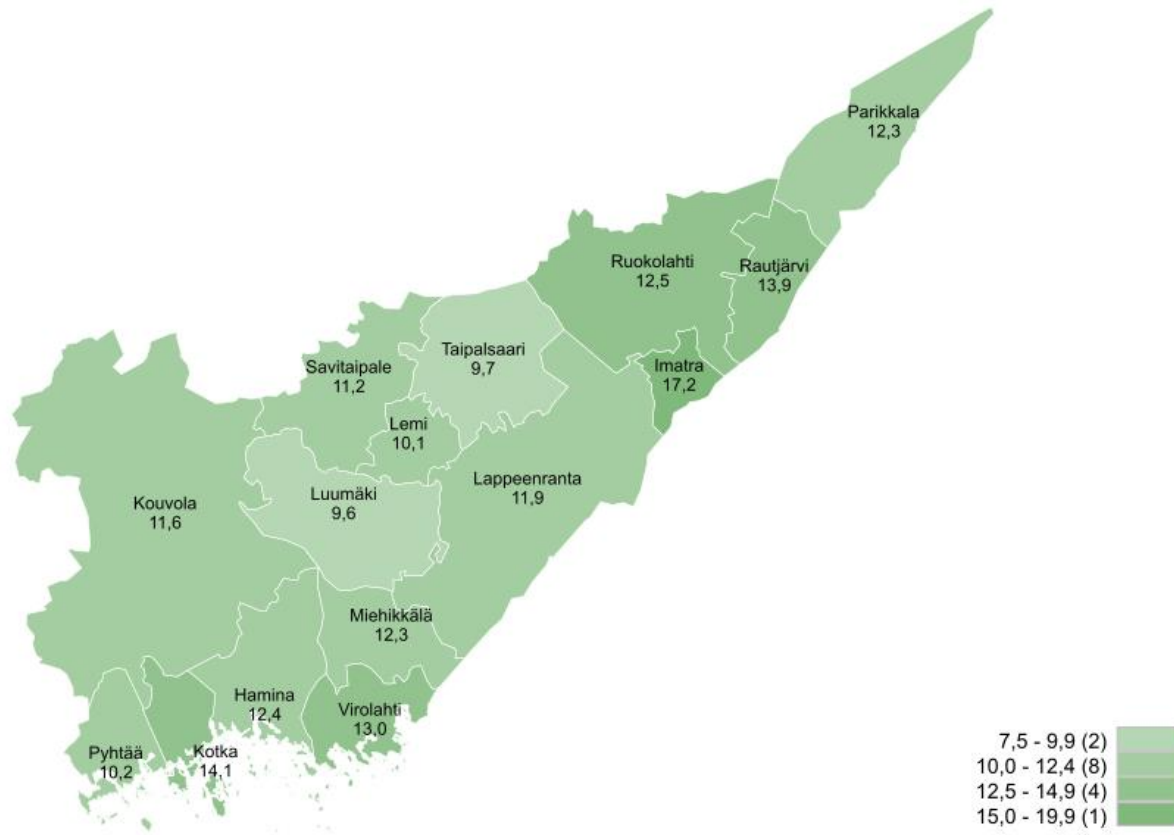 Parikkala
12,3
Ruokolahti
12,5
Rautjärvi
13,9
Taipalsaari
9,7
Imatra
17,2
Savitaipale
11,2
Lemi
10,1
Lappeenranta
11,9
Luumäki
9,6
Kouvola
11,6
Miehikkälä
12,3
Hamina
12,4
Virolahti
13,0
Pyhtää
10,2
Kotka
14,1
7,5 - 9,9 (2)
10,0 - 12,4 (8)
12,5 - 14,9 (4)
15,0 - 19,9 (1)